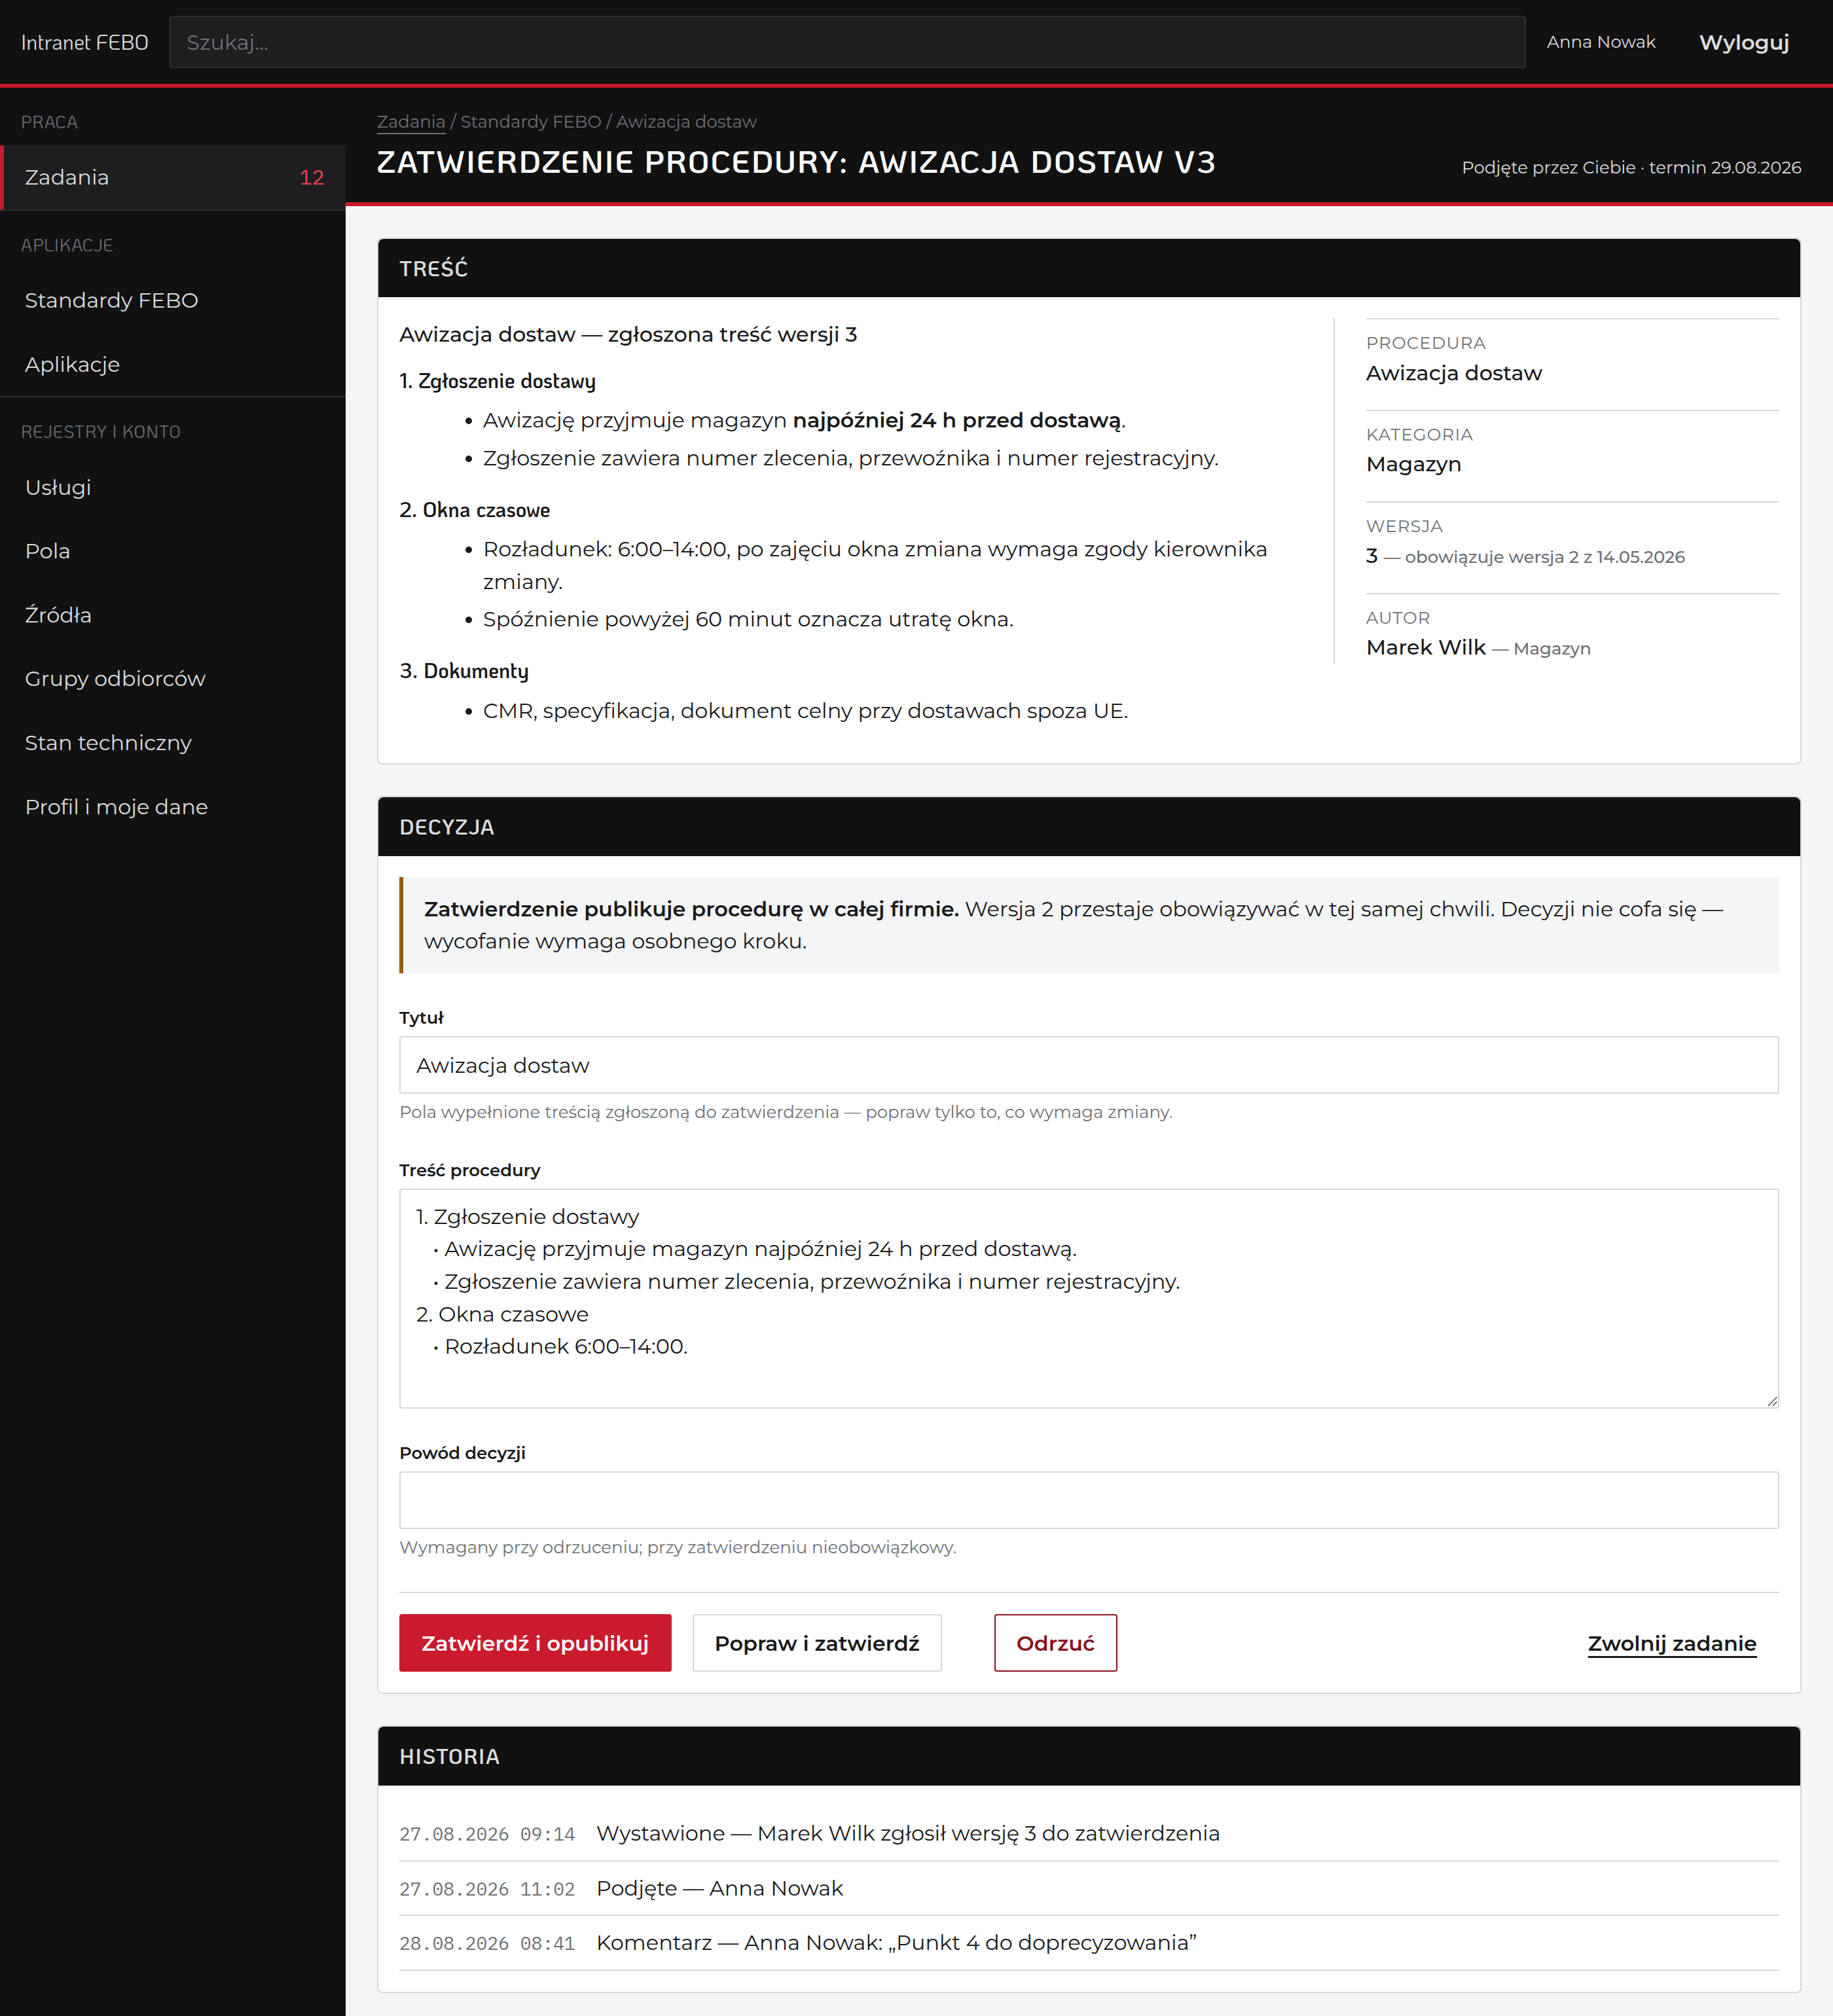 Intranet FEBO
Szukaj...
Anna Nowak
Wyloguj
PRACA
Zadania 12
APLIKACJE
Standardy FEBO
Aplikacje
REJESTRY I KONTO
Usługi
Pola
Źródła
Grupy odbiorców
Stan techniczny
Profil i moje dane
Zadania / Standardy FEBO / Awizacja dostaw
ZATWIERDZENIE PROCEDURY: AWIZACJA DOSTAW V3
Podjęte przez Ciebie · termin 29.08.2026
TREŚĆ
Awizacja dostaw — zgłoszona treść wersji 3
1. Zgłoszenie dostawy
• Awizację przyjmuje magazyn najpóźniej 24 h przed dostawą.
• Zgłoszenie zawiera numer zlecenia, przewoźnika i numer rejestracyjny.
2. Okna czasowe
• Rozładunek: 6:00–14:00, po zajęciu okna zmiana wymaga zgody kierownika
zmiany.
• Spóźnienie powyżej 60 minut oznacza utratę okna.
3. Dokumenty
• CMR, specyfikacja, dokument celny przy dostawach spoza UE.
PROCEDURA
Awizacja dostaw
KATEGORIA
Magazyn
WERSJA
3 — obowiązuje wersja 2 z 14.05.2026
AUTOR
Marek Wilk — Magazyn
DECYZJA
Zatwierdzenie publikuje procedurę w całej firmie. Wersja 2 przestaje obowiązywać w tej samej chwili. Decyzji nie cofa się —
wycofanie wymaga osobnego kroku.
Tytuł
Awizacja dostaw
Pola wypełnione treścią zgłoszoną do zatwierdzenia — popraw tylko to, co wymaga zmiany.
Treść procedury
1. Zgłoszenie dostawy
• Awizację przyjmuje magazyn najpóźniej 24 h przed dostawą.
• Zgłoszenie zawiera numer zlecenia, przewoźnika i numer rejestracyjny.
2. Okna czasowe
• Rozładunek 6:00–14:00.
Powód decyzji
Wymagany przy odrzuceniu; przy zatwierdzeniu nieobowiązkowy.
Zatwierdź i opublikuj
Popraw i zatwierdź
Odrzuć
Zwolnij zadanie
HISTORIA
27.08.2026 09:14 Wystawione — Marek Wilk zgłosił wersję 3 do zatwierdzenia
27.08.2026 11:02 Podjęte — Anna Nowak
28.08.2026 08:41 Komentarz — Anna Nowak: „Punkt 4 do doprecyzowania”